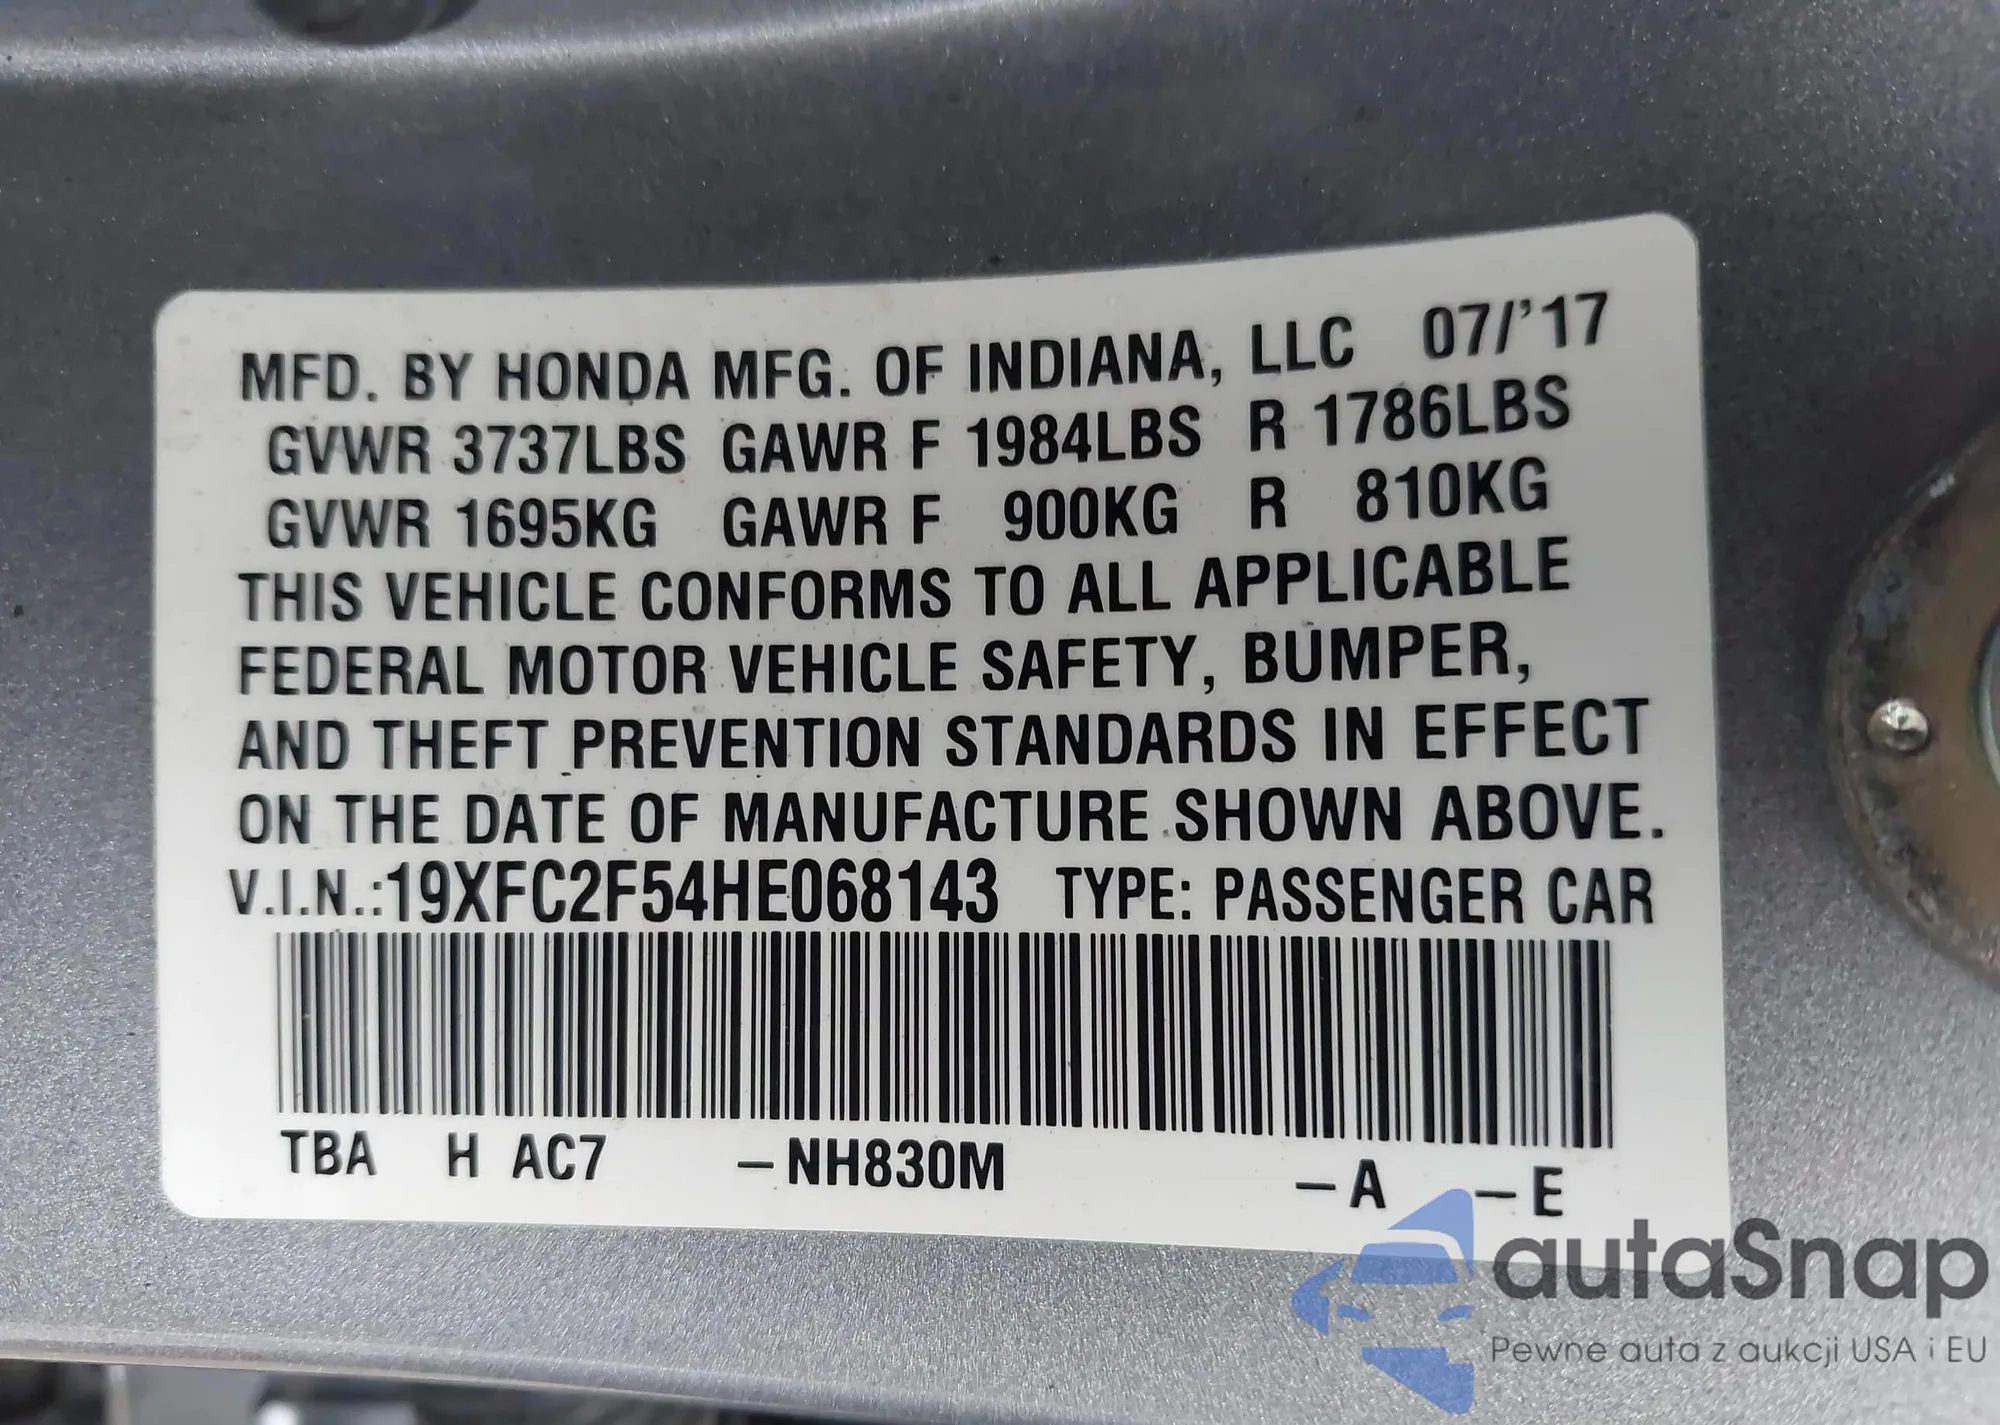 MFD. BY HONDA MFG. OF INDIANA, LLC 07/'17
GVWR 3737LBS GAWR F 1984LBS R 1786LBS
GVWR 1695KG GAWR F 900KG R 810KG
THIS VEHICLE CONFORMS TO ALL APPLICABLE
FEDERAL MOTOR VEHICLE SAFETY, BUMPER,
AND THEFT PREVENTION STANDARDS IN EFFECT
ON THE DATE OF MANUFACTURE SHOWN ABOVE.
V.I.N.:19XFC2F54HE068143 TYPE: PASSENGER CAR
TBA H AC7 –NH830M –A –E
autaSnap
Pewne auta z aukcji USA i EU